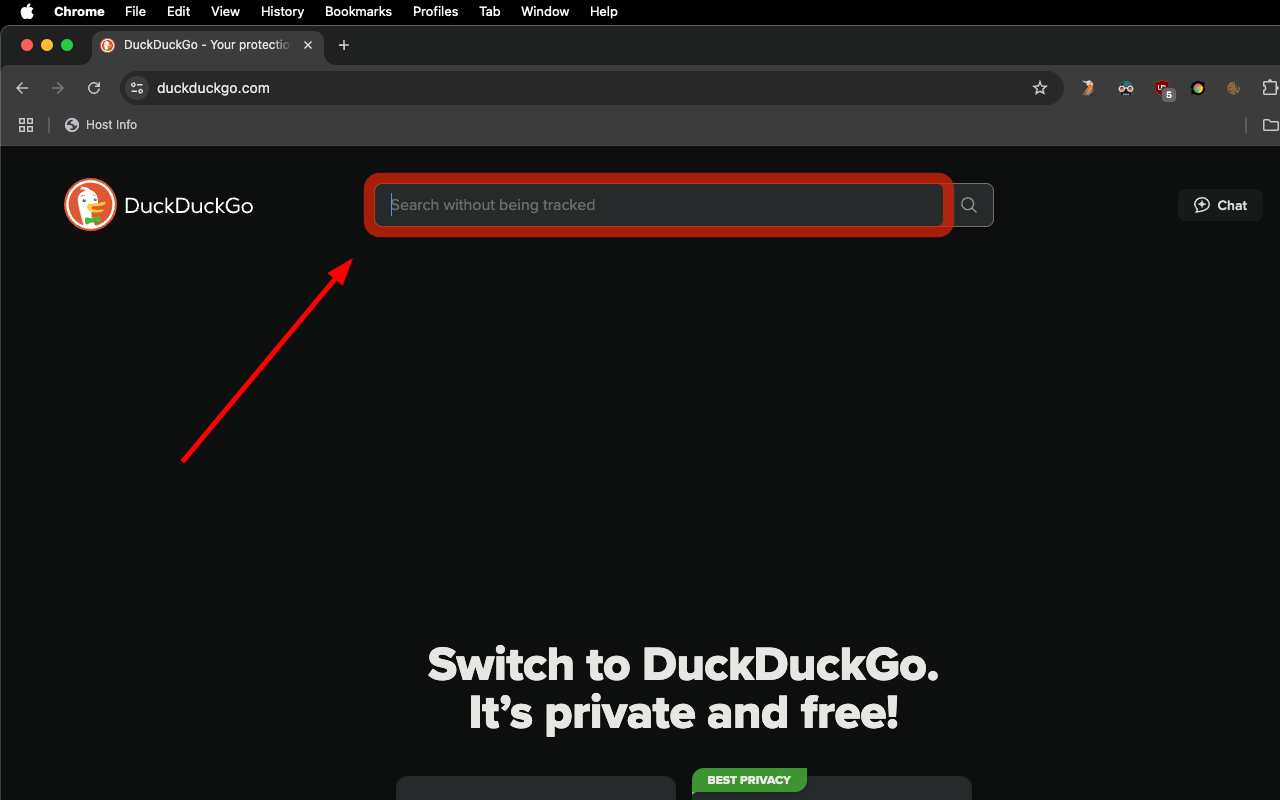 Chrome File Edit View History Bookmarks Profiles Tab Window Help
DuckDuckGo - Your protectio
duckduckgo.com
5
Host Info
DuckDuckGo
Search without being tracked
Chat
Switch to DuckDuckGo.
It’s private and free!
BEST PRIVACY